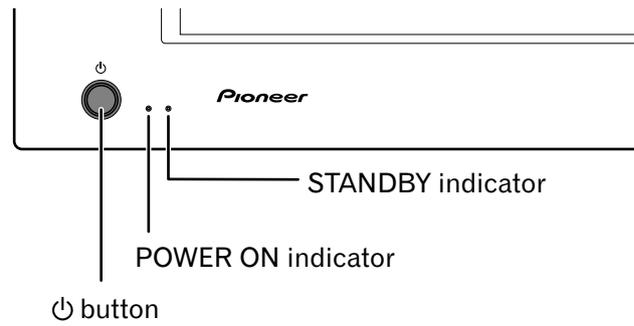 Pioneer
STANDBY indicator
POWER ON indicator
⏻ button